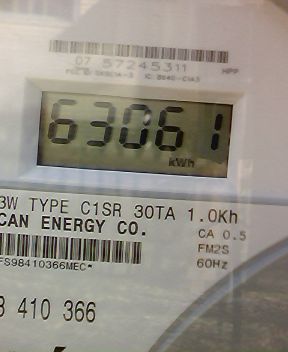 07 57245311
HPP
63061
kWh
3W TYPE C1SR 30TA 1.0Kh
CAN ENERGY CO.
CA 0.5
FM2S
60Hz
FS98410366MEC*
410 366